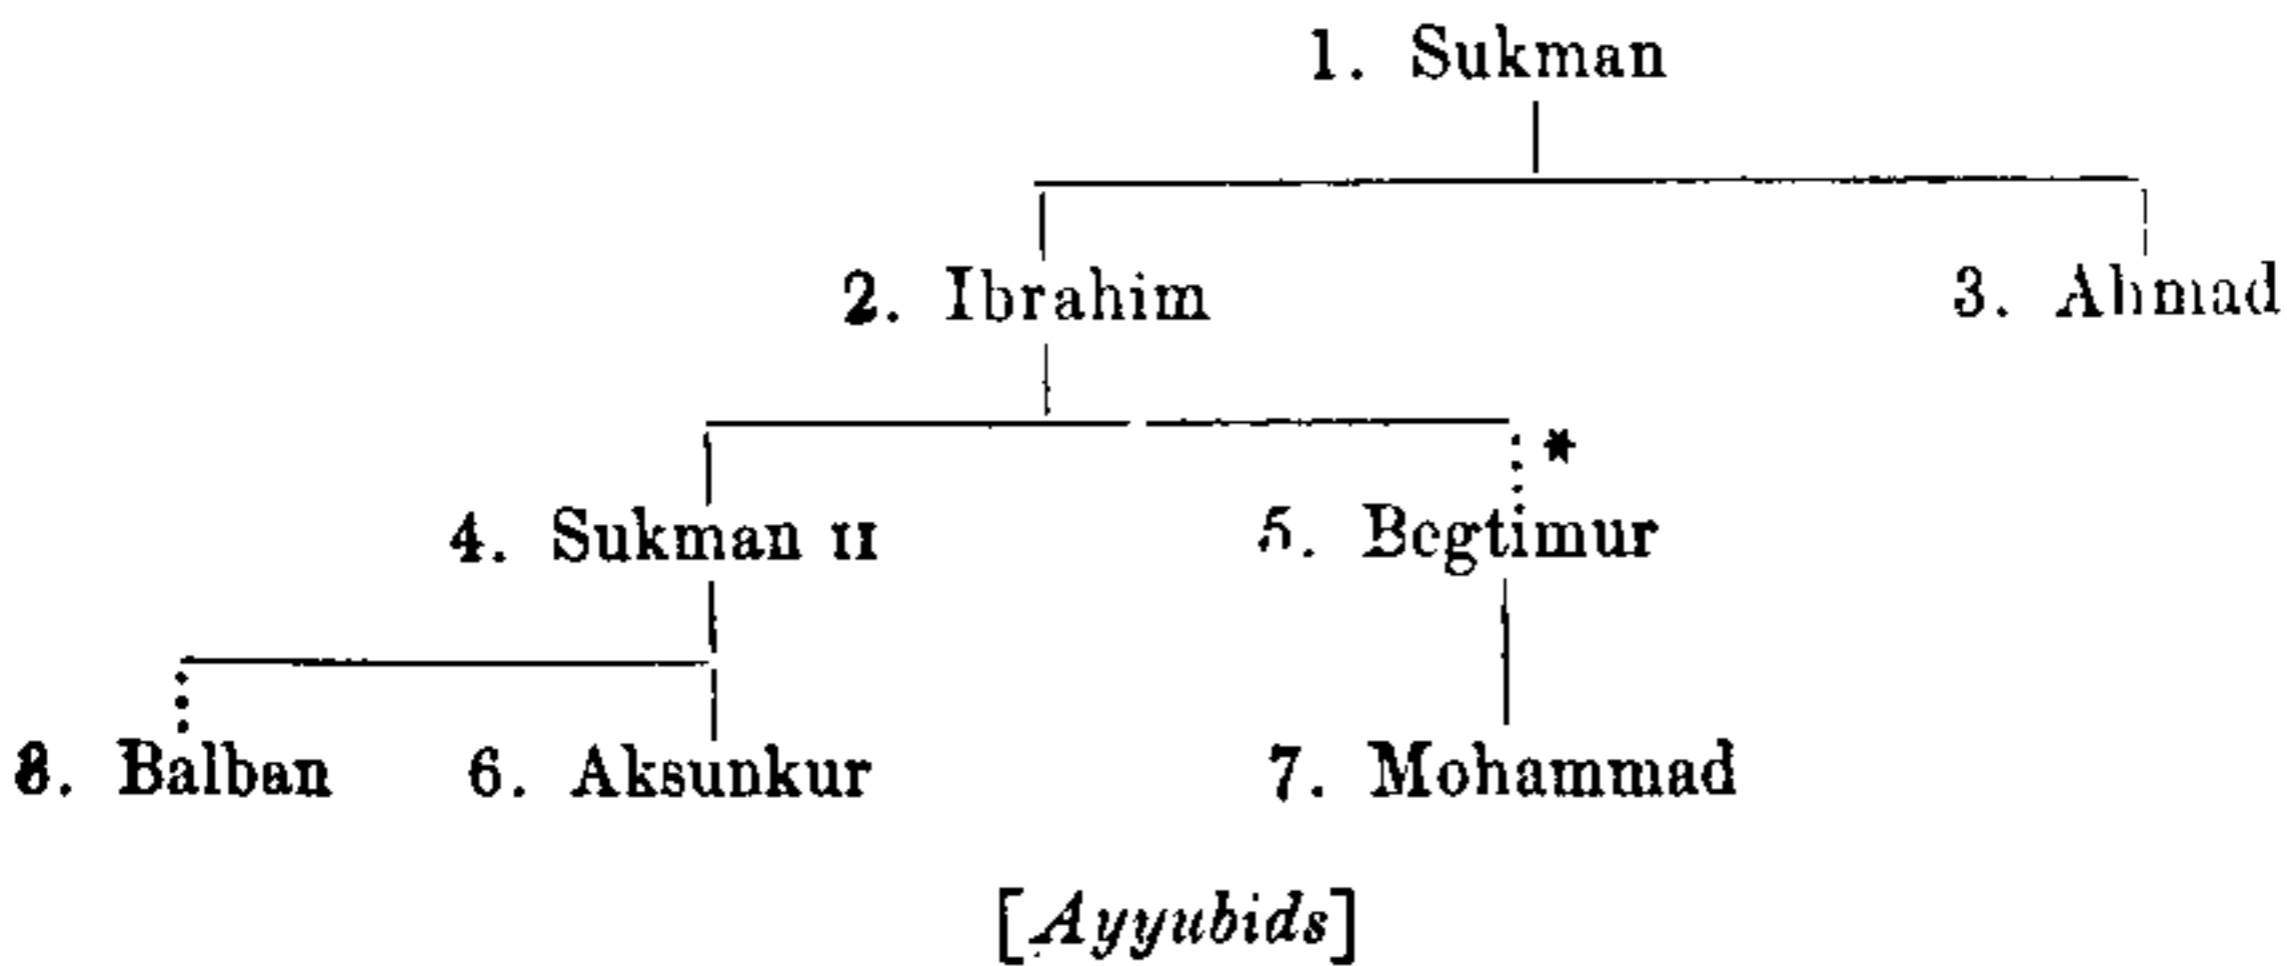 1. Sukman
2. Ibrahim 3. Ahmad
*
4. Sukman II 5. Begtimur
8. Balban 6. Aksunkur 7. Mohammad
[Ayyubids]